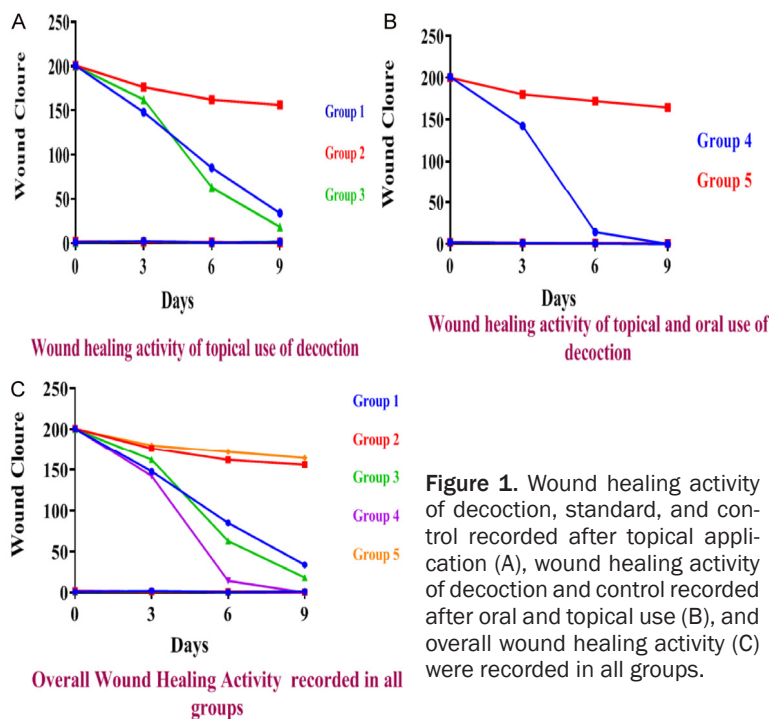 A
Wound Cloure
250
200
150
100
50
0
0 3 6 9
Days
Group 1
Group 2
Group 3
Wound healing activity of topical use of decoction
B
Wound Cloure
250
200
150
100
50
0
0 3 6 9
Days
Group 4
Group 5
Wound healing activity of topical and oral use of
decoction
C
Wound Cloure
250
200
150
100
50
0
0 3 6 9
Days
Group 1
Group 2
Group 3
Group 4
Group 5
Overall Wound Healing Activity recorded in all
groups
Figure 1. Wound healing activity
of decoction, standard, and con-
trol recorded after topical appli-
cation (A), wound healing activity
of decoction and control recorded
after oral and topical use (B), and
overall wound healing activity (C)
were recorded in all groups.